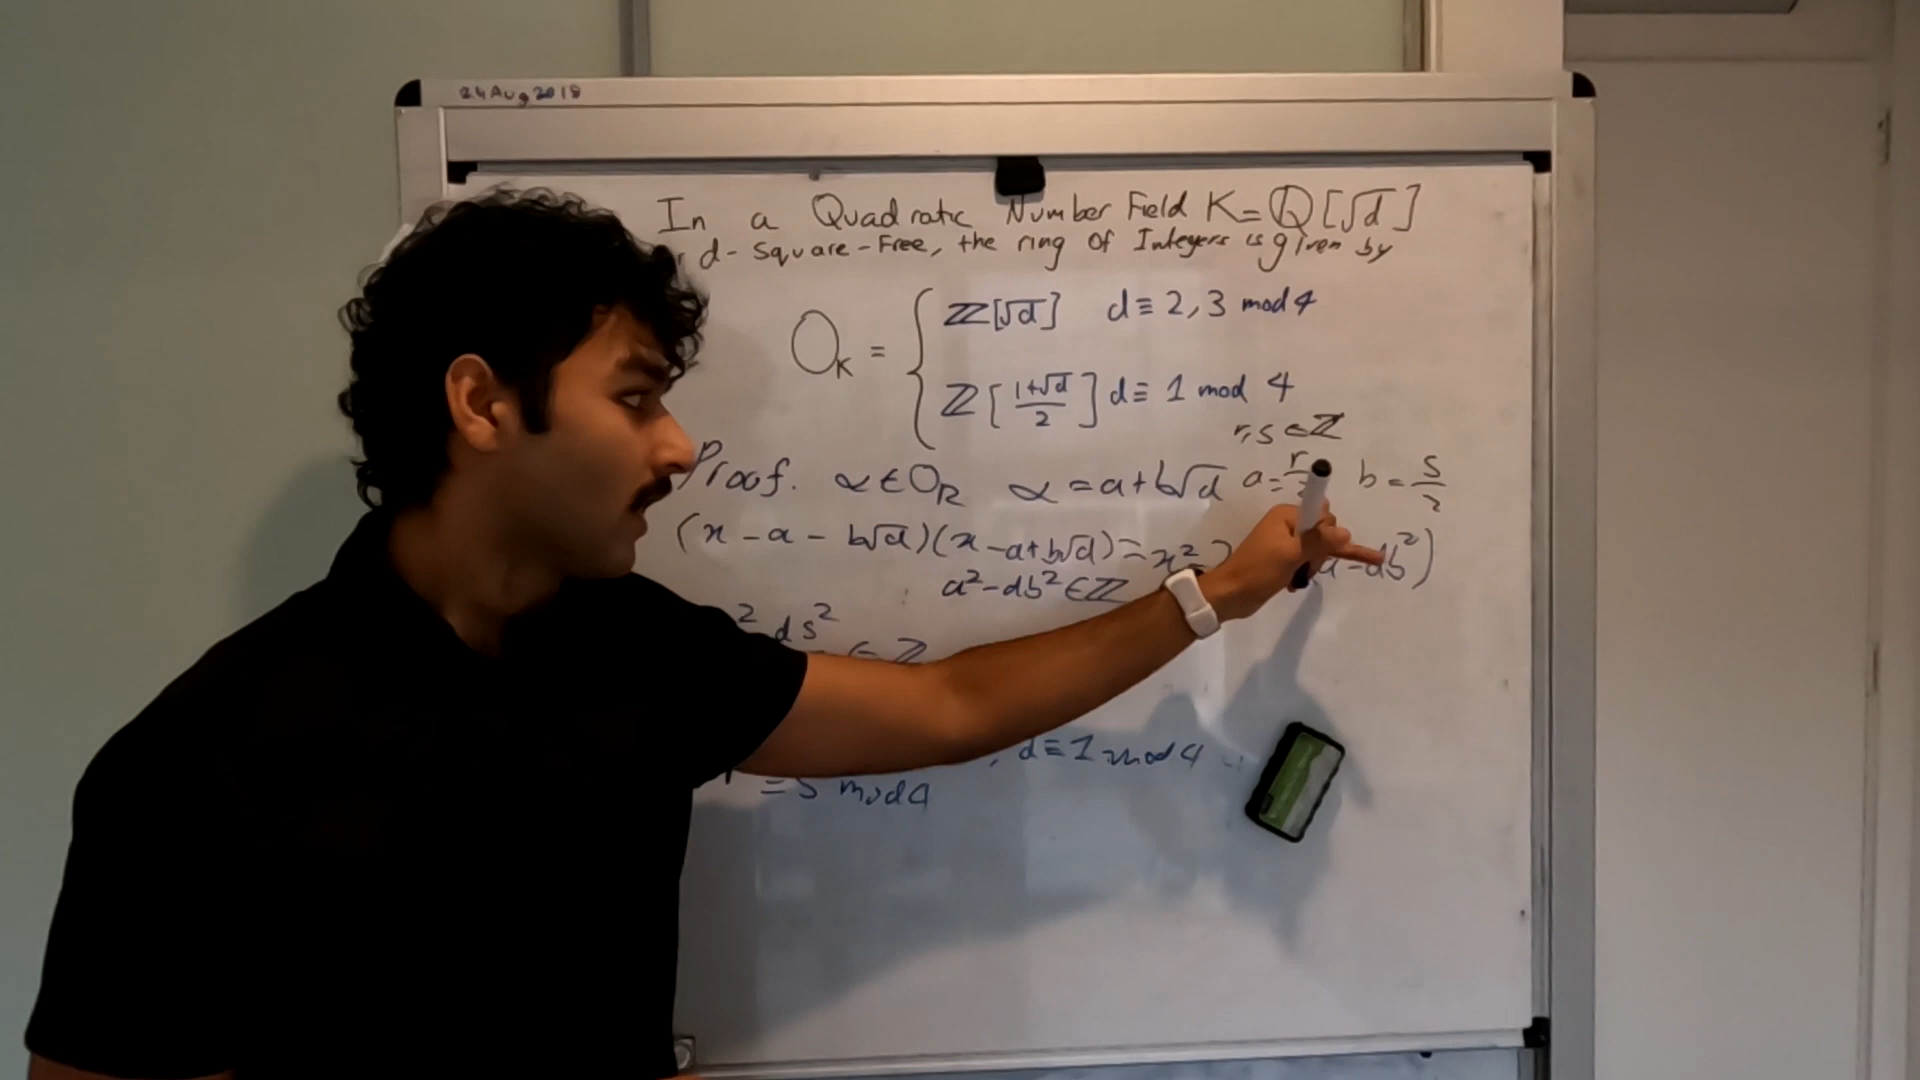 24 Aug 2018
In a Quadratic Number Field K=ℚ[√d]
d-Square-Free, the ring of Integers is given by
O_K = { ℤ[√d] d≡2,3 mod 4
ℤ[(1+√d)/2] d≡ 1 mod 4
r,s ∈ ℤ
Proof. α∈O_K α=a+b√d a=r b=s/2
(x-a-b√d)(x-a+b√d)=x² a-db²)
a²-db²∈ℤ
² ds² ∈ℤ
, d≡1 mod 4
≡s mod 4